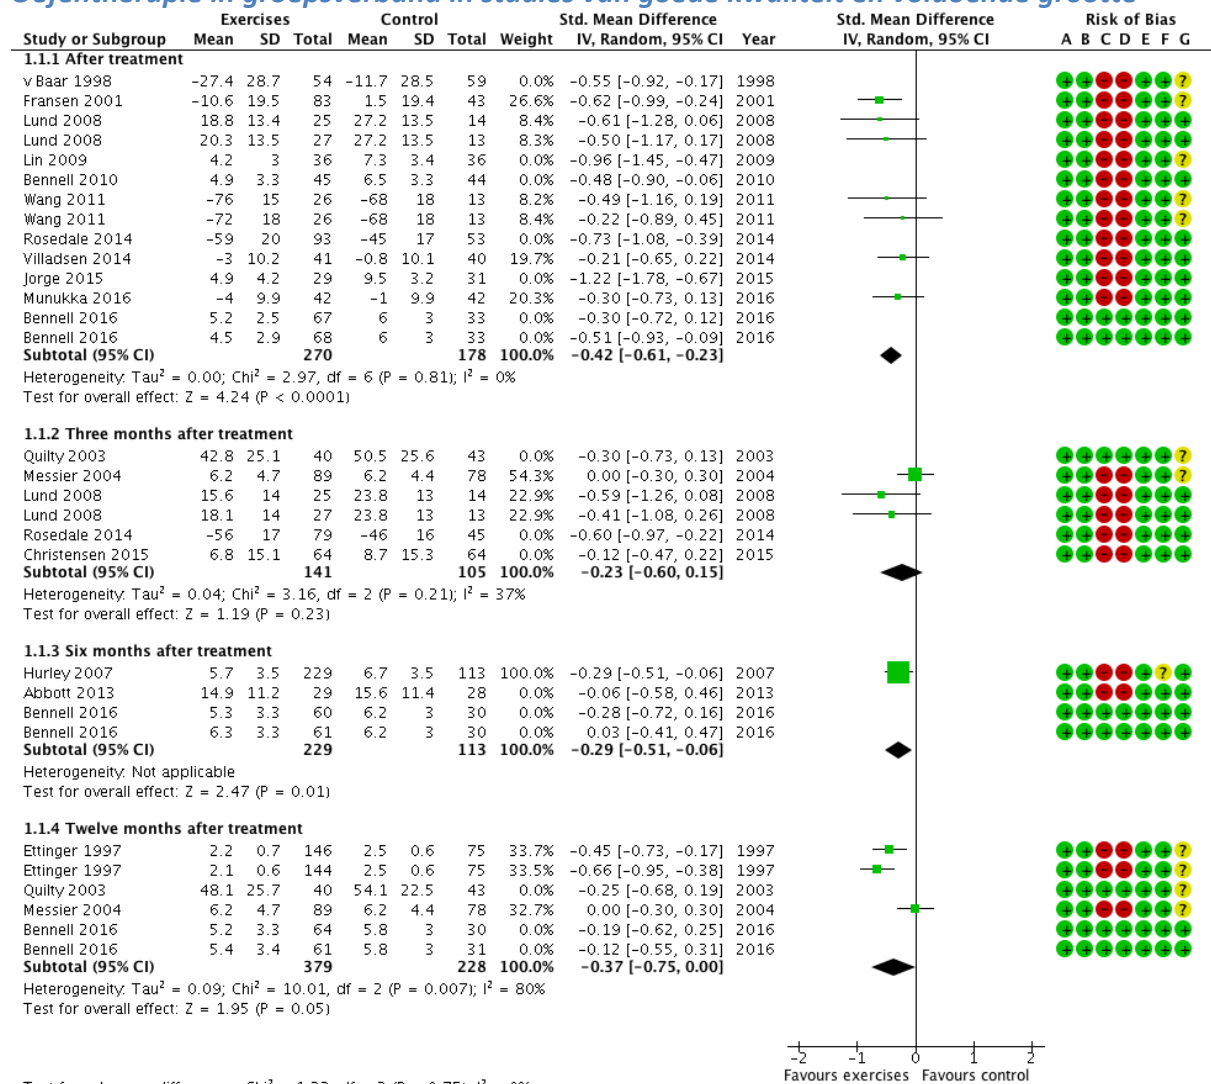 Oefentherapie in groepsverband in studies van goede kwaliteit en voldoende grootte
Exercises Control Std. Mean Difference Std. Mean Difference Risk of Bias
Study or Subgroup Mean SD Total Mean SD Total Weight IV, Random, 95% CI Year IV, Random, 95% CI A B C D E F G
1.1.1 After treatment
v Baar 1998 -27.4 28.7 54 -11.7 28.5 59 0.0% -0.55 [-0.92, -0.17] 1998 + + - - + + ?
Fransen 2001 -10.6 19.5 83 1.5 19.4 43 26.6% -0.62 [-0.99, -0.24] 2001 + + - - + + ?
Lund 2008 18.8 13.4 25 27.2 13.5 14 8.4% -0.61 [-1.28, 0.06] 2008 + + - - + + +
Lund 2008 20.3 13.5 27 27.2 13.5 13 8.3% -0.50 [-1.17, 0.17] 2008 + + - - + + +
Lin 2009 4.2 3 36 7.3 3.4 36 0.0% -0.96 [-1.45, -0.47] 2009 + + - - + + ?
Bennell 2010 4.9 3.3 45 6.5 3.3 44 0.0% -0.48 [-0.90, -0.06] 2010 + + - - + + +
Wang 2011 -76 15 26 -68 18 13 8.2% -0.49 [-1.16, 0.19] 2011 + + - - + + ?
Wang 2011 -72 18 26 -68 18 13 8.4% -0.22 [-0.89, 0.45] 2011 + + - - + + ?
Rosedale 2014 -59 20 93 -45 17 53 0.0% -0.73 [-1.08, -0.39] 2014 + + - - + + +
Villadsen 2014 -3 10.2 41 -0.8 10.1 40 19.7% -0.21 [-0.65, 0.22] 2014 + + - - + + +
Jorge 2015 4.9 4.2 29 9.5 3.2 31 0.0% -1.22 [-1.78, -0.67] 2015 + + - - + + +
Munukka 2016 -4 9.9 42 -1 9.9 42 20.3% -0.30 [-0.73, 0.13] 2016 + + - - + + +
Bennell 2016 5.2 2.5 67 6 3 33 0.0% -0.30 [-0.72, 0.12] 2016 + + + + + + +
Bennell 2016 4.5 2.9 68 6 3 33 0.0% -0.51 [-0.93, -0.09] 2016 + + + + + + +
Subtotal (95% CI) 270 178 100.0% -0.42 [-0.61, -0.23]
Heterogeneity: Tau² = 0.00; Chi² = 2.97, df = 6 (P = 0.81); I² = 0%
Test for overall effect: Z = 4.24 (P < 0.0001)
1.1.2 Three months after treatment
Quilty 2003 42.8 25.1 40 50.5 25.6 43 0.0% -0.30 [-0.73, 0.13] 2003 + + + + + + ?
Messier 2004 6.2 4.7 89 6.2 4.4 78 54.3% 0.00 [-0.30, 0.30] 2004 + + - - + + ?
Lund 2008 15.6 14 25 23.8 13 14 22.9% -0.59 [-1.26, 0.08] 2008 + + - - + + +
Lund 2008 18.1 14 27 23.8 13 13 22.9% -0.41 [-1.08, 0.26] 2008 + + - - + + +
Rosedale 2014 -56 17 79 -46 16 45 0.0% -0.60 [-0.97, -0.22] 2014 + + - - + + +
Christensen 2015 6.8 15.1 64 8.7 15.3 64 0.0% -0.12 [-0.47, 0.22] 2015 + + - - + + +
Subtotal (95% CI) 141 105 100.0% -0.23 [-0.60, 0.15]
Heterogeneity: Tau² = 0.04; Chi² = 3.16, df = 2 (P = 0.21); I² = 37%
Test for overall effect: Z = 1.19 (P = 0.23)
1.1.3 Six months after treatment
Hurley 2007 5.7 3.5 229 6.7 3.5 113 100.0% -0.29 [-0.51, -0.06] 2007 + + - - + ? +
Abbott 2013 14.9 11.2 29 15.6 11.4 28 0.0% -0.06 [-0.58, 0.46] 2013 + + - - + + +
Bennell 2016 5.3 3.3 60 6.2 3 30 0.0% -0.28 [-0.72, 0.16] 2016 + + + + + + +
Bennell 2016 6.3 3.3 61 6.2 3 30 0.0% 0.03 [-0.41, 0.47] 2016 + + + + + + +
Subtotal (95% CI) 229 113 100.0% -0.29 [-0.51, -0.06]
Heterogeneity: Not applicable
Test for overall effect: Z = 2.47 (P = 0.01)
1.1.4 Twelve months after treatment
Ettinger 1997 2.2 0.7 146 2.5 0.6 75 33.7% -0.45 [-0.73, -0.17] 1997 + + - - + + ?
Ettinger 1997 2.1 0.6 144 2.5 0.6 75 33.5% -0.66 [-0.95, -0.38] 1997 + + - - + + ?
Quilty 2003 48.1 25.7 40 54.1 22.5 43 0.0% -0.25 [-0.68, 0.19] 2003 + + + + + + ?
Messier 2004 6.2 4.7 89 6.2 4.4 78 32.7% 0.00 [-0.30, 0.30] 2004 + + - - + + ?
Bennell 2016 5.2 3.3 64 5.8 3 30 0.0% -0.19 [-0.62, 0.25] 2016 + + + + + + +
Bennell 2016 5.4 3.4 61 5.8 3 31 0.0% -0.12 [-0.55, 0.31] 2016 + + + + + + +
Subtotal (95% CI) 379 228 100.0% -0.37 [-0.75, 0.00]
Heterogeneity: Tau² = 0.09; Chi² = 10.01, df = 2 (P = 0.007); I² = 80%
Test for overall effect: Z = 1.95 (P = 0.05)
-2 -1 0 1 2
Favours exercises Favours control